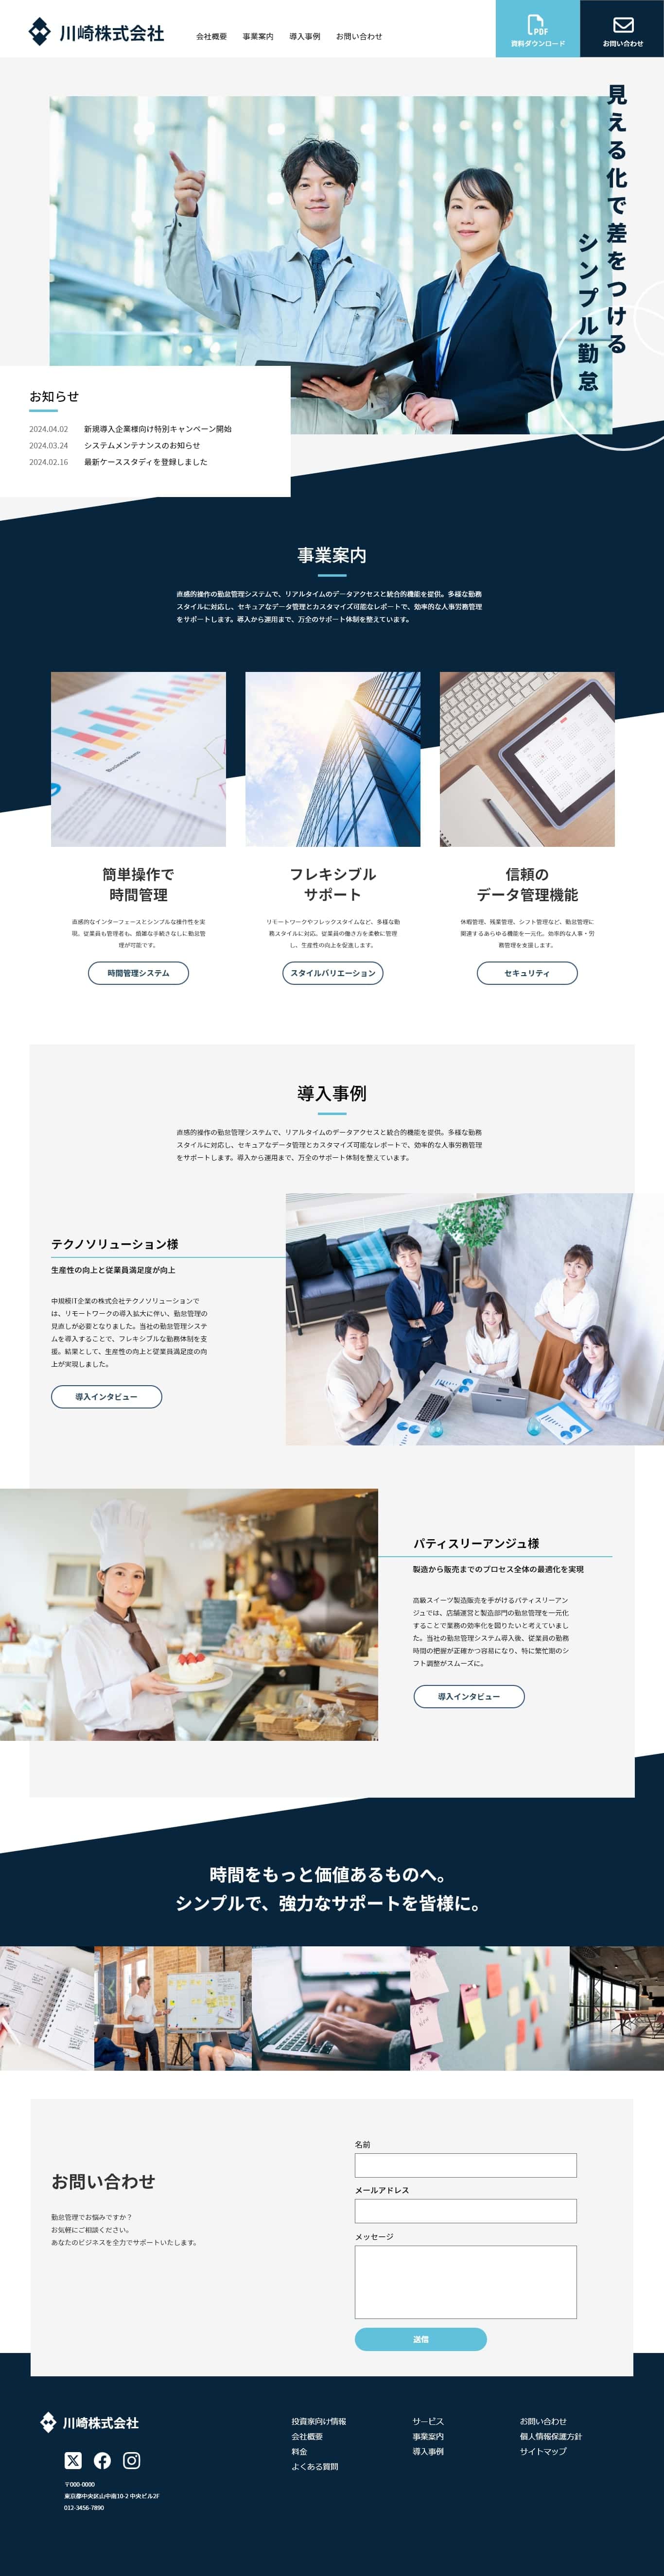 川崎株式会社
会社概要 事業案内 導入事例 お問い合わせ
PDF
資料ダウンロード
お問い合わせ
見える化で差をつける
シンプル勤怠
お知らせ
2024.04.02 新規導入企業様向け特別キャンペーン開始
2024.03.24 システムメンテナンスのお知らせ
2024.02.16 最新ケーススタディを登録しました
事業案内
直感的操作の勤怠管理システムで、リアルタイムのデータアクセスと統合的機能を提供。多様な勤務
スタイルに対応し、セキュアなデータ管理とカスタマイズ可能なレポートで、効率的な人事労務管理
をサポートします。導入から運用まで、万全のサポート体制を整えています。
簡単操作で
時間管理
直感的なインターフェースとシンプルな操作性を実
現。従業員も管理者も、煩雑な手続きなしに勤怠管
理が可能です。
時間管理システム
フレキシブル
サポート
リモートワークやフレックスタイムなど、多様な勤
務スタイルに対応。従業員の働き方を柔軟に管理
し、生産性の向上を促進します。
スタイルバリエーション
信頼の
データ管理機能
休暇管理、残業管理、シフト管理など、勤怠管理に
関連するあらゆる機能を一元化。効率的な人事・労
務管理を支援します。
セキュリティ
導入事例
直感的操作の勤怠管理システムで、リアルタイムのデータアクセスと統合的機能を提供。多様な勤務
スタイルに対応し、セキュアなデータ管理とカスタマイズ可能なレポートで、効率的な人事労務管理
をサポートします。導入から運用まで、万全のサポート体制を整えています。
テクノソリューション様
生産性の向上と従業員満足度が向上
中規模IT企業の株式会社テクノソリューションで
は、リモートワークの導入拡大に伴い、勤怠管理の
見直しが必要となりました。当社の勤怠管理システ
ムを導入することで、フレキシブルな勤務体制を支
援。結果として、生産性の向上と従業員満足度の向
上が実現しました。
導入インタビュー
パティスリーアンジュ様
製造から販売までのプロセス全体の最適化を実現
高級スイーツ製造販売を手がけるパティスリーアン
ジュでは、店舗運営と製造部門の勤怠管理を一元化
することで業務の効率化を図りたいと考えていまし
た。当社の勤怠管理システム導入後、従業員の勤務
時間の把握が正確かつ容易になり、特に繁忙期のシ
フト調整がスムーズに。
導入インタビュー
時間をもっと価値あるものへ。
シンプルで、強力なサポートを皆様に。
お問い合わせ
勤怠管理でお悩みですか？
お気軽にご相談ください。
あなたのビジネスを全力でサポートいたします。
名前
メールアドレス
メッセージ
送信
川崎株式会社
〒000-0000
東京都中央区山中南10-2 中央ビル2F
012-3456-7890
投資家向け情報
会社概要
料金
よくある質問
サービス
事業案内
導入事例
お問い合わせ
個人情報保護方針
サイトマップ